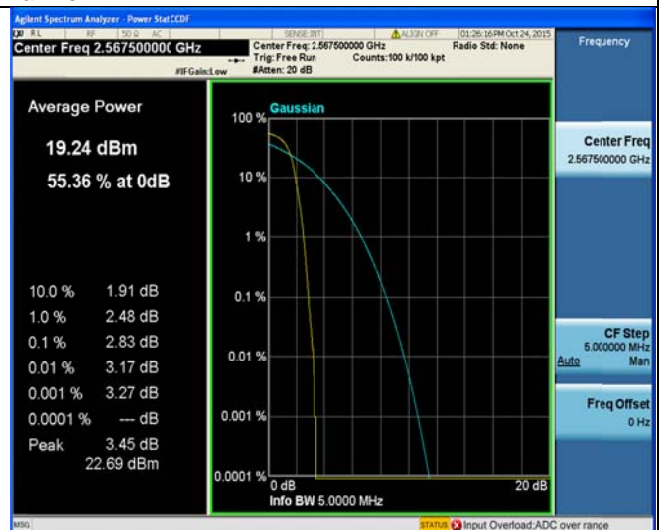 Agilent Spectrum Analyzer - Power Stat CCDF
RL RF 50 Ω AC SENSE:INT ALIGN OFF 01:26:16PM Oct 24, 2015
Center Freq 2.567500000 GHz
Center Freq: 2.567500000 GHz Radio Std: None
Trig: Free Run Counts:100 k/100 kpt
#IFGain:Low #Atten: 20 dB
Frequency
Average Power
19.24 dBm
55.36 % at 0dB
10.0 % 1.91 dB
1.0 % 2.48 dB
0.1 % 2.83 dB
0.01 % 3.17 dB
0.001 % 3.27 dB
0.0001 % --- dB
Peak 3.45 dB
22.69 dBm
Gaussian
100 %
10 %
1 %
0.1 %
0.01 %
0.001 %
0.0001 %
0 dB 20 dB
Info BW 5.0000 MHz
Center Freq
2.567500000 GHz
CF Step
5.000000 MHz
Auto Man
Freq Offset
0 Hz
MSG STATUS Input Overload;ADC over range